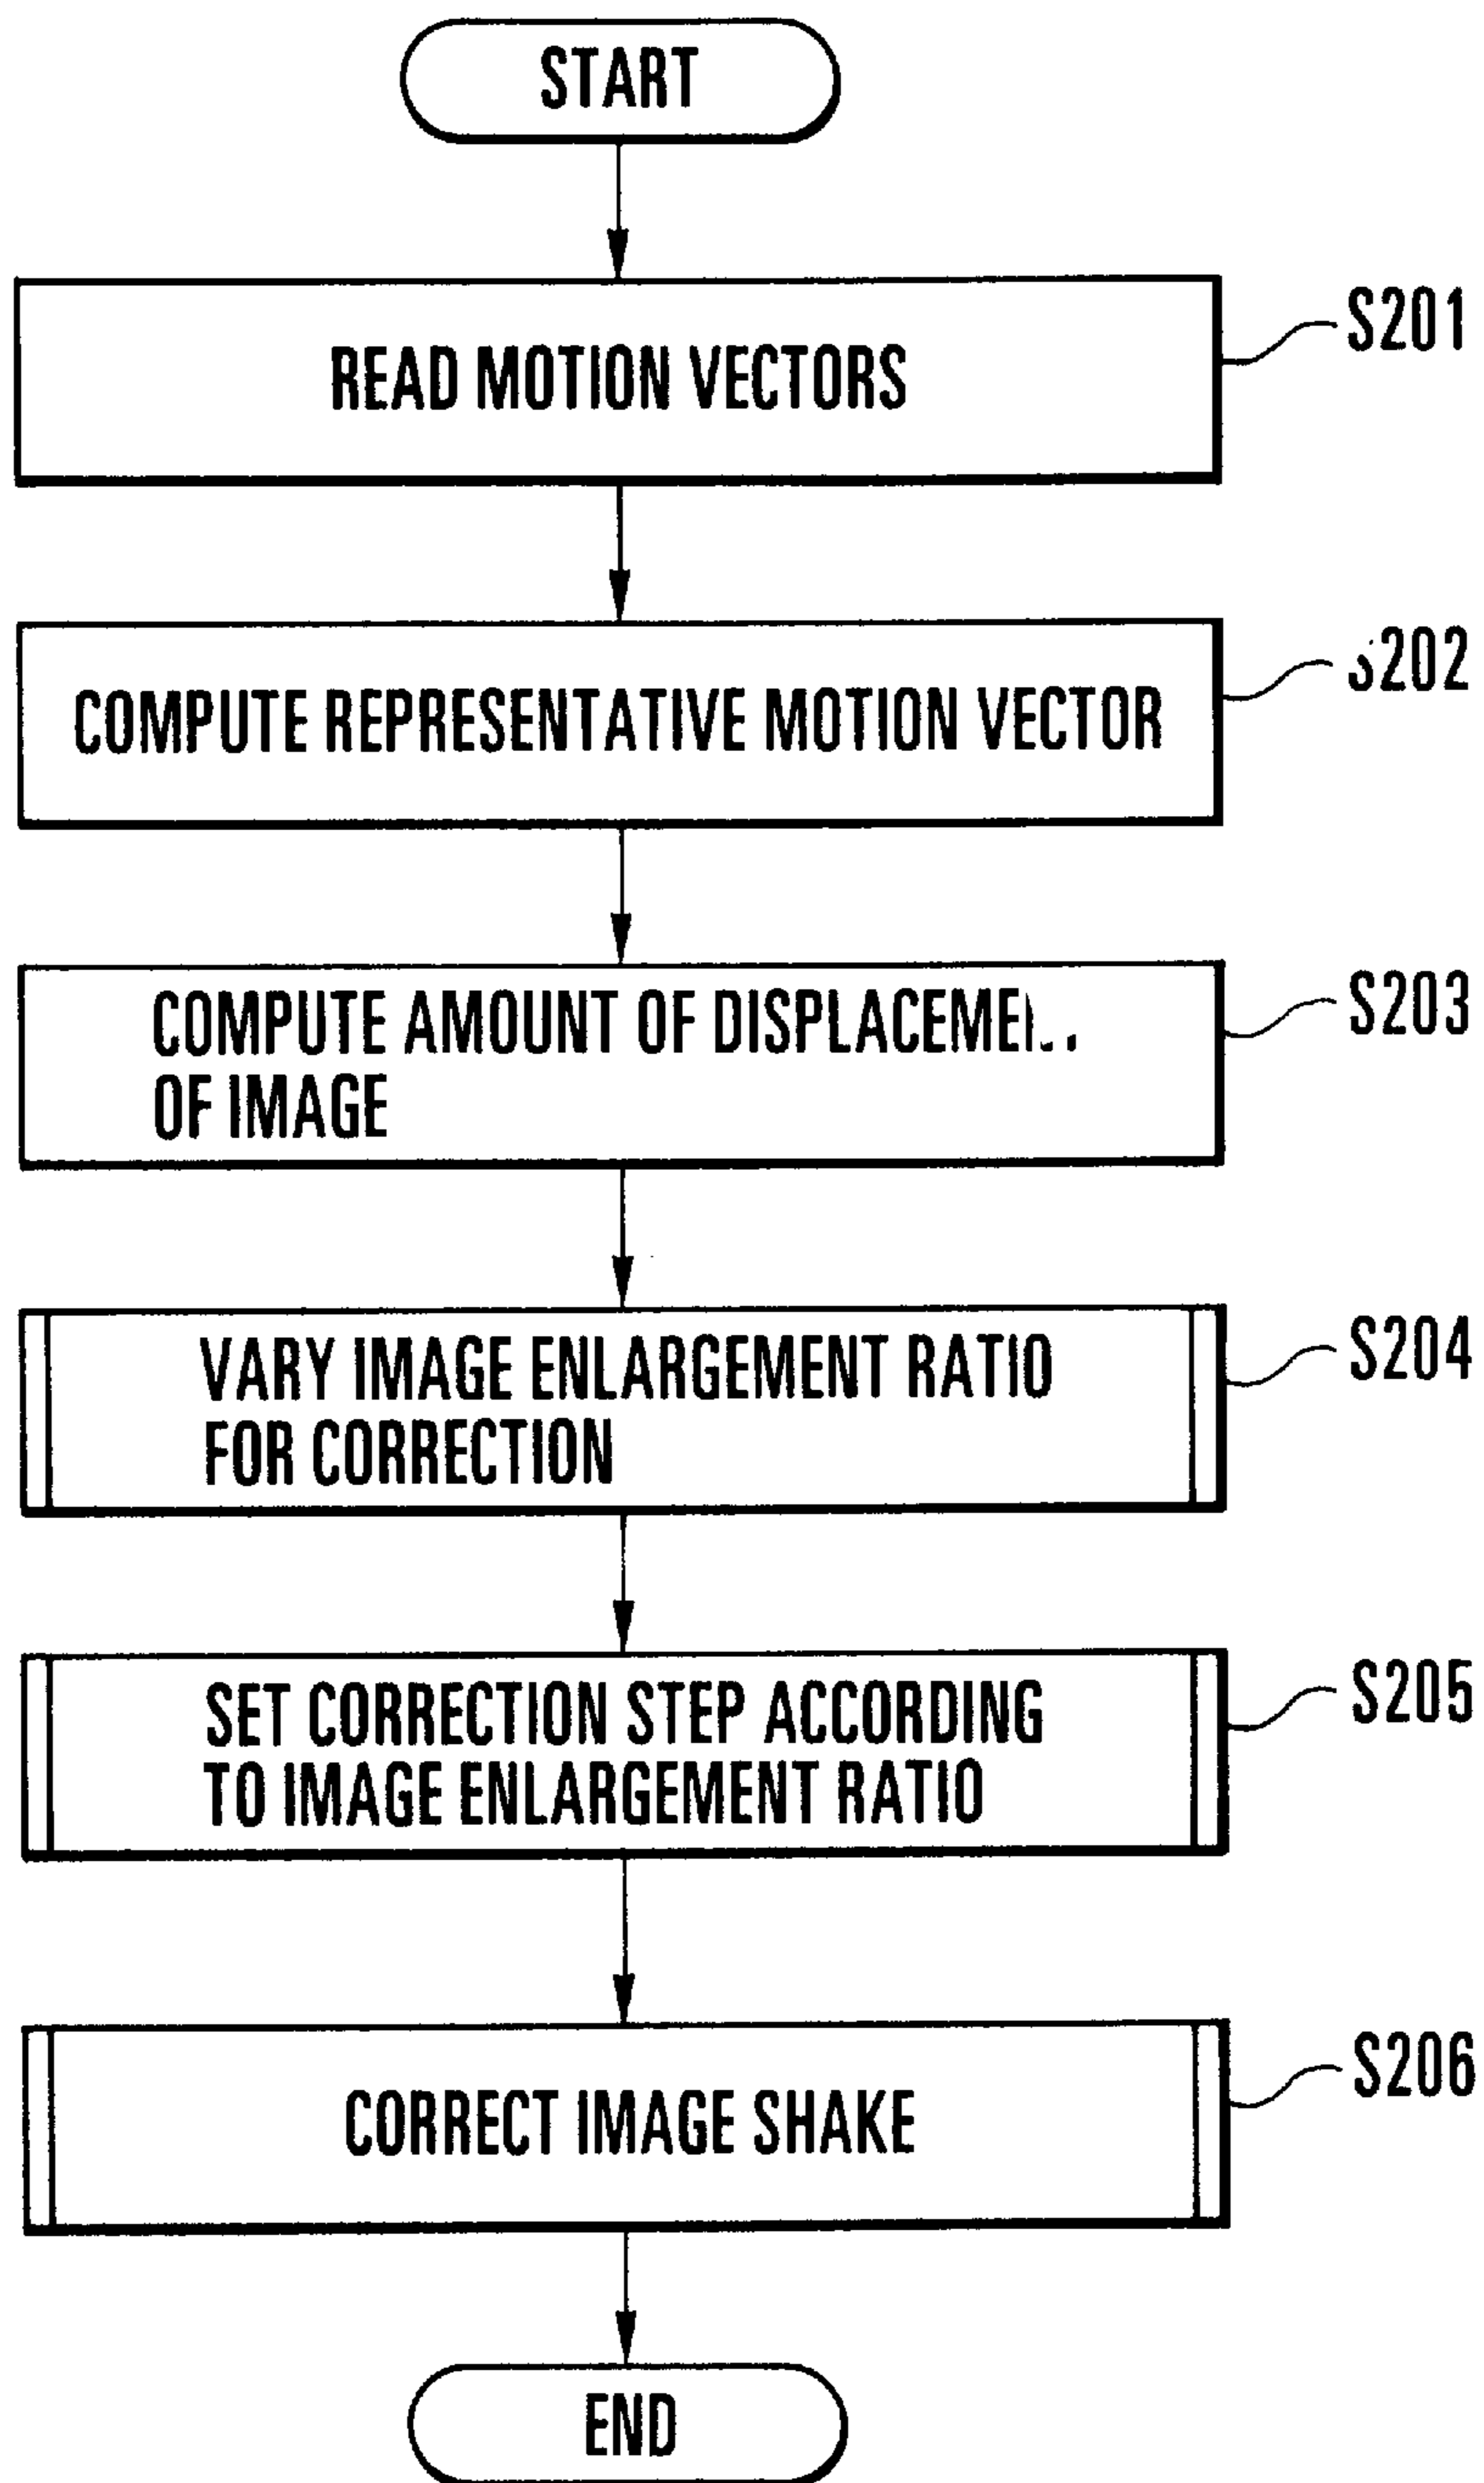 START
READ MOTION VECTORS
S201
COMPUTE REPRESENTATIVE MOTION VECTOR
S202
COMPUTE AMOUNT OF DISPLACEMENT
OF IMAGE
S203
VARY IMAGE ENLARGEMENT RATIO
FOR CORRECTION
S204
SET CORRECTION STEP ACCORDING
TO IMAGE ENLARGEMENT RATIO
S205
CORRECT IMAGE SHAKE
S206
END